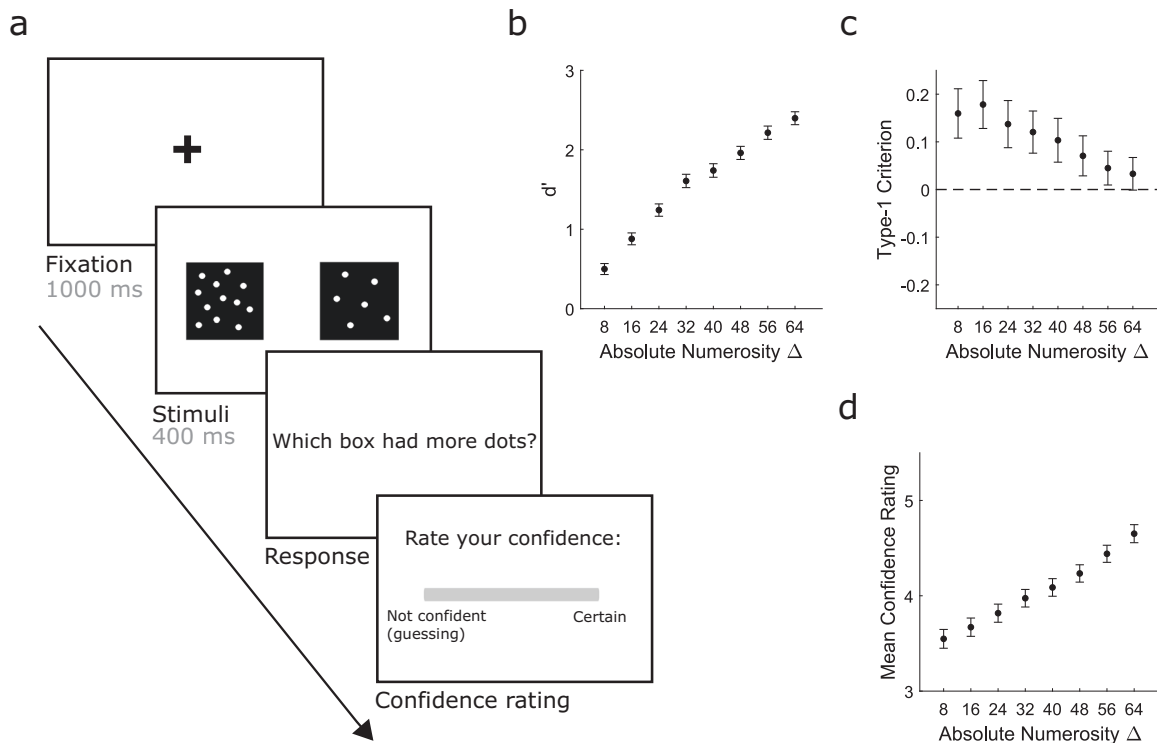 a
Fixation
1000 ms
Stimuli
400 ms
Which box had more dots?
Response
Rate your confidence:
Not confident
(guessing)
Certain
Confidence rating
b
3
2
1
0
d'
8 16 24 32 40 48 56 64
Absolute Numerosity Δ
c
0.2
0.1
0
-0.1
-0.2
Type-1 Criterion
8 16 24 32 40 48 56 64
Absolute Numerosity Δ
d
5
4
3
Mean Confidence Rating
8 16 24 32 40 48 56 64
Absolute Numerosity Δ